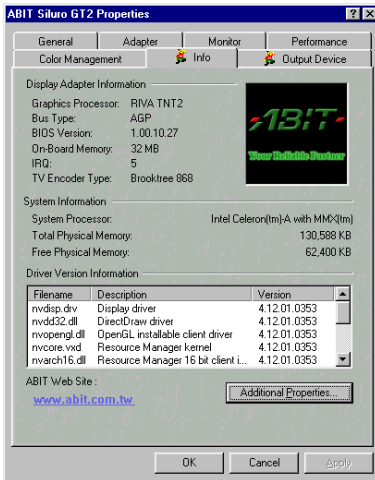 ABIT Siluro GT2 Properties
General Adapter Monitor Performance
Color Management Info Output Device
Display Adapter Information
Graphics Processor: RIVA TNT2
Bus Type: AGP
BIOS Version: 1.00.10.27
On-Board Memory: 32 MB
IRQ: 5
TV Encoder Type: Brooktree 868
ABIT
Your Reliable Partner
System Information
System Processor: Intel Celeron(tm)-A with MMX(tm)
Total Physical Memory: 130,588 KB
Free Physical Memory: 62,400 KB
Driver Version Information
Filename Description Version
nvdisp.drv Display driver 4.12.01.0353
nvdd32.dll DirectDraw driver 4.12.01.0353
nvopengl.dll OpenGL installable client driver 4.12.01.0353
nvcore.vxd Resource Manager kernel 4.12.01.0353
nvarch16.dll Resource Manager 16 bit client i... 4.12.01.0353
ABIT Web Site :
www.abit.com.tw
Additional Properties...
OK Cancel Apply